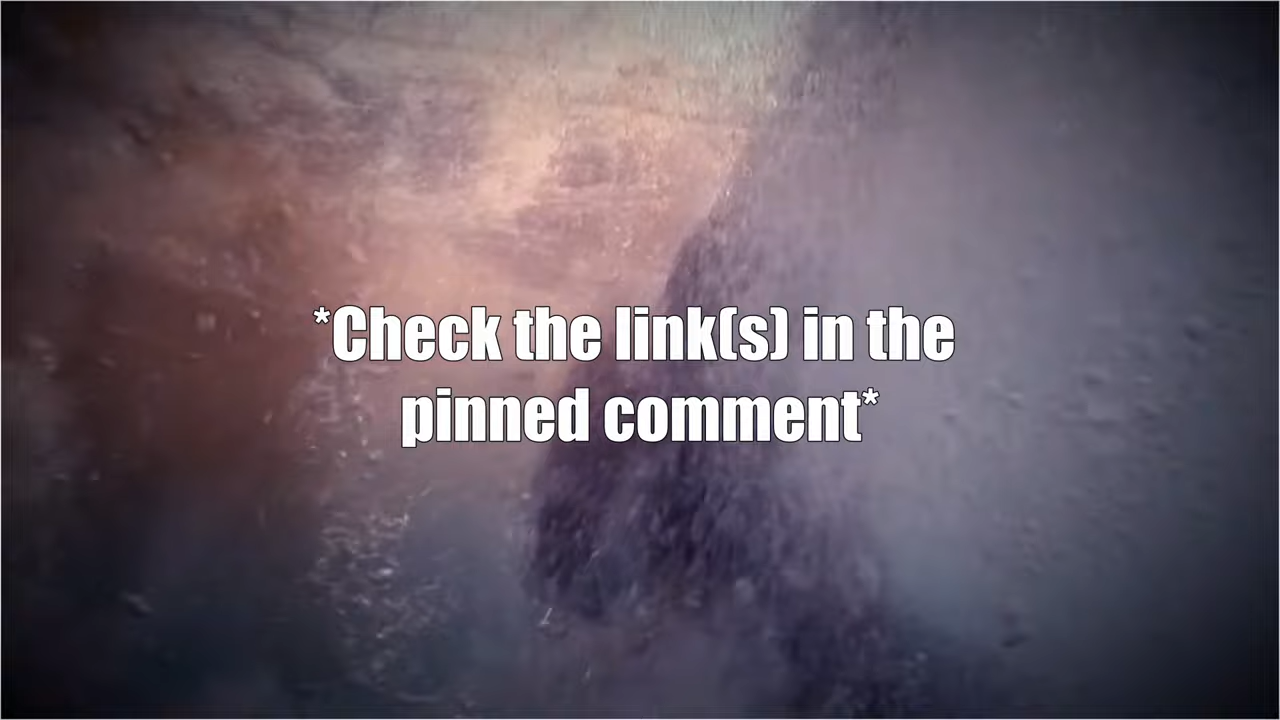 *Check the link(s) in the
pinned comment*